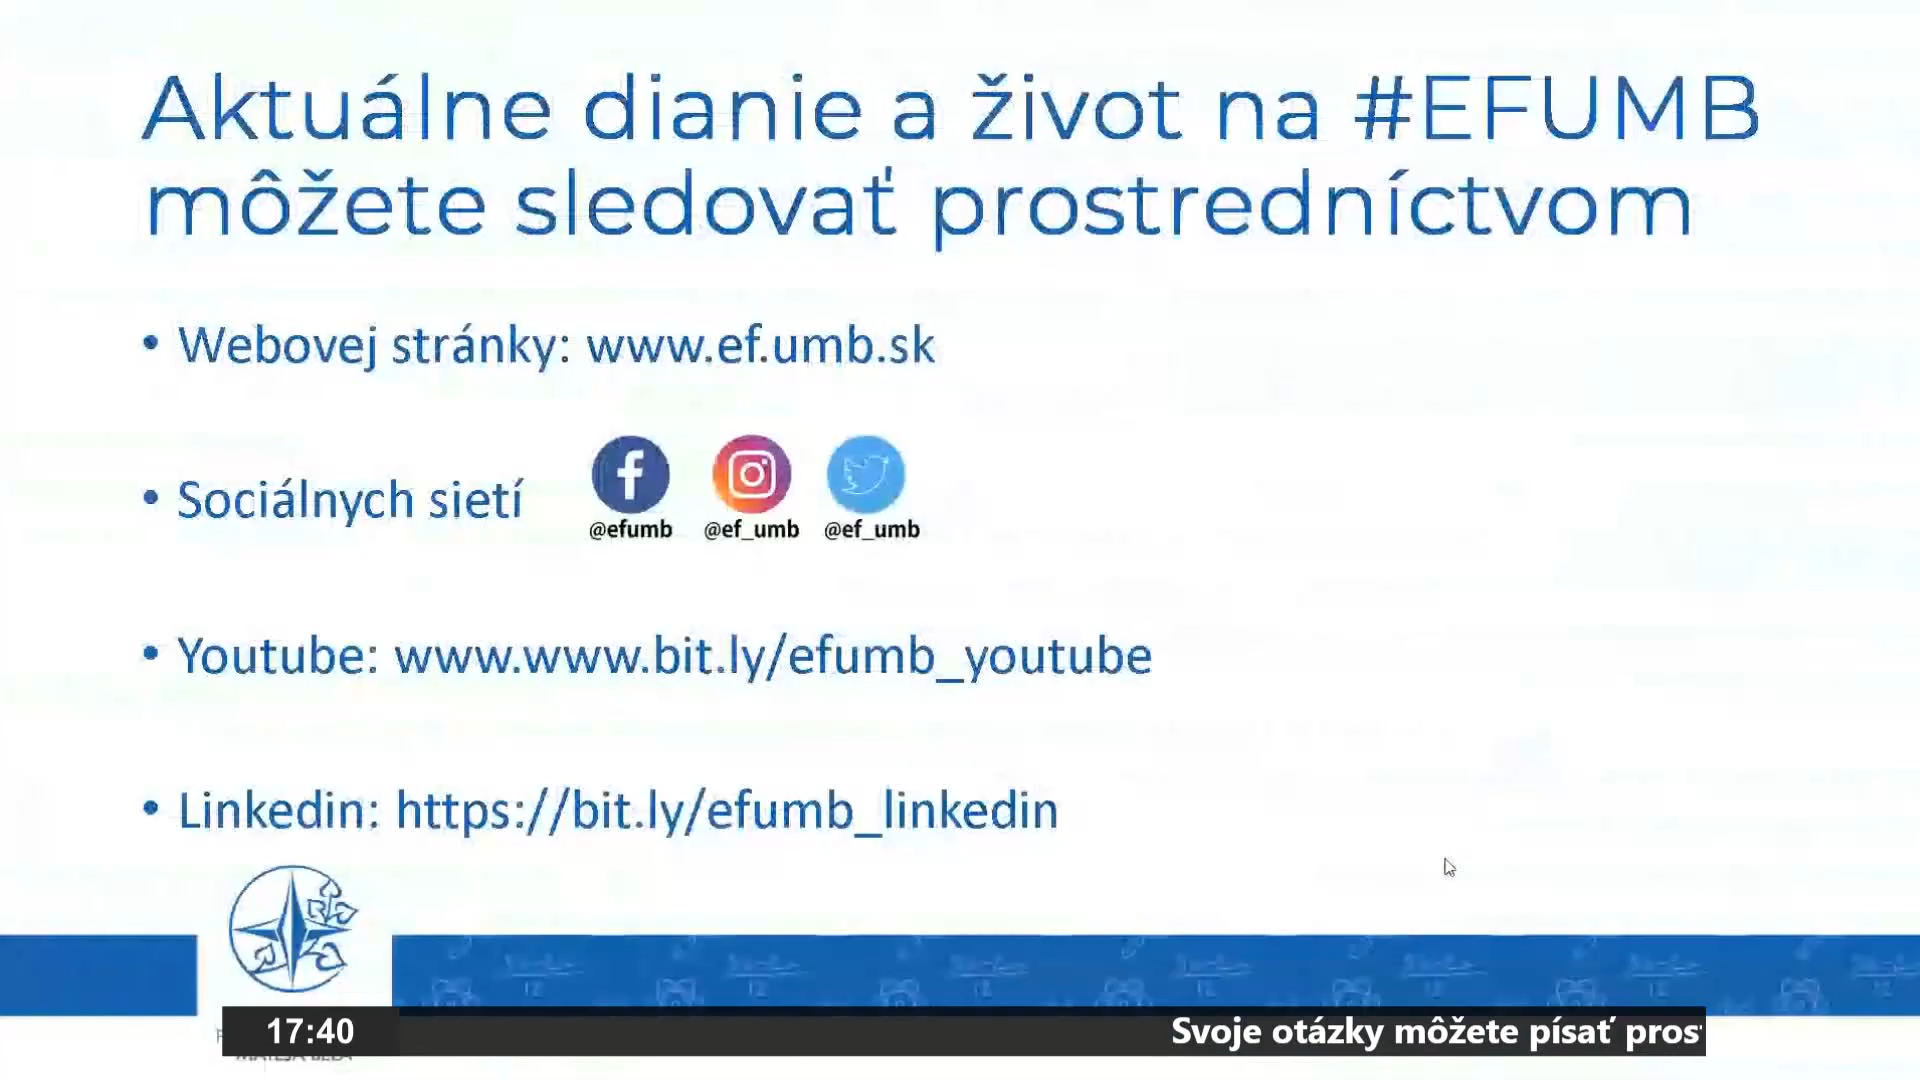 Aktuálne dianie a život na #EFUMB
môžete sledovať prostredníctvom
• Webovej stránky: www.ef.umb.sk
• Sociálnych sietí
@efumb @ef_umb @ef_umb
• Youtube: www.www.bit.ly/efumb_youtube
• Linkedin: https://bit.ly/efumb_linkedin
17:40 Svoje otázky môžete písať